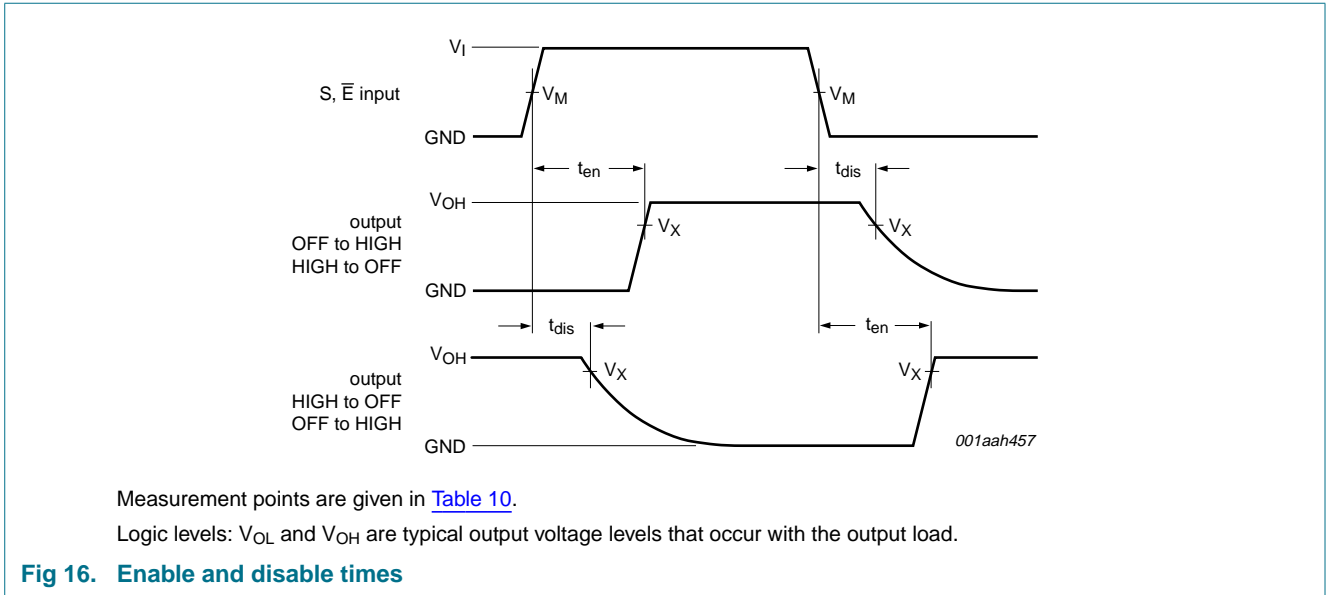 V_I
S, E̅ input
V_M
V_M
GND
t_en
t_dis
V_OH
output
OFF to HIGH
HIGH to OFF
V_X
V_X
GND
t_dis
t_en
V_OH
output
HIGH to OFF
OFF to HIGH
V_X
V_X
GND
001aah457
Measurement points are given in Table 10.
Logic levels: V_OL and V_OH are typical output voltage levels that occur with the output load.
Fig 16. Enable and disable times